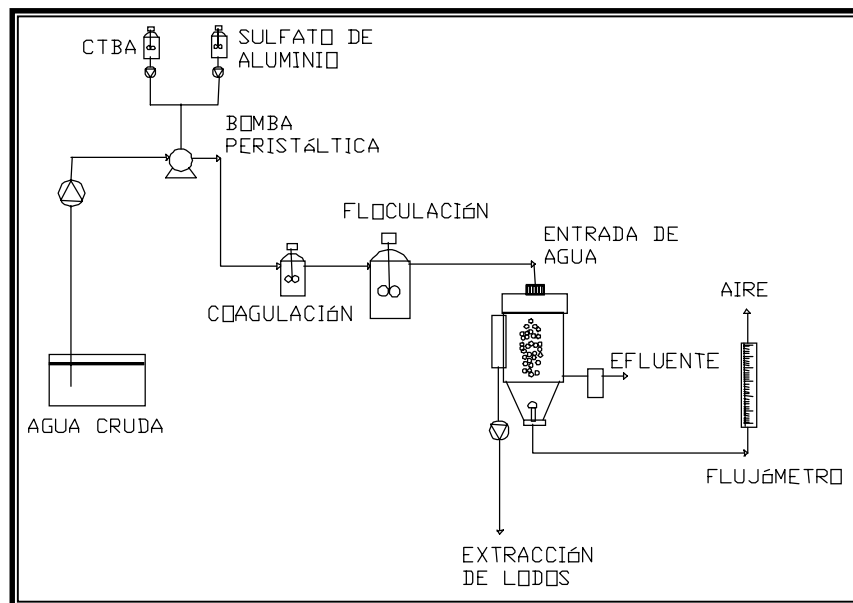 CTBA
SULFATO DE
ALUMINIO
BOMBA
PERISTáLTICA
FLOCULACIóN
ENTRADA DE
AGUA
COAGULACIóN
AIRE
EFLUENTE
AGUA CRUDA
FLUJóMETRO
EXTRACCIóN
DE LODOS